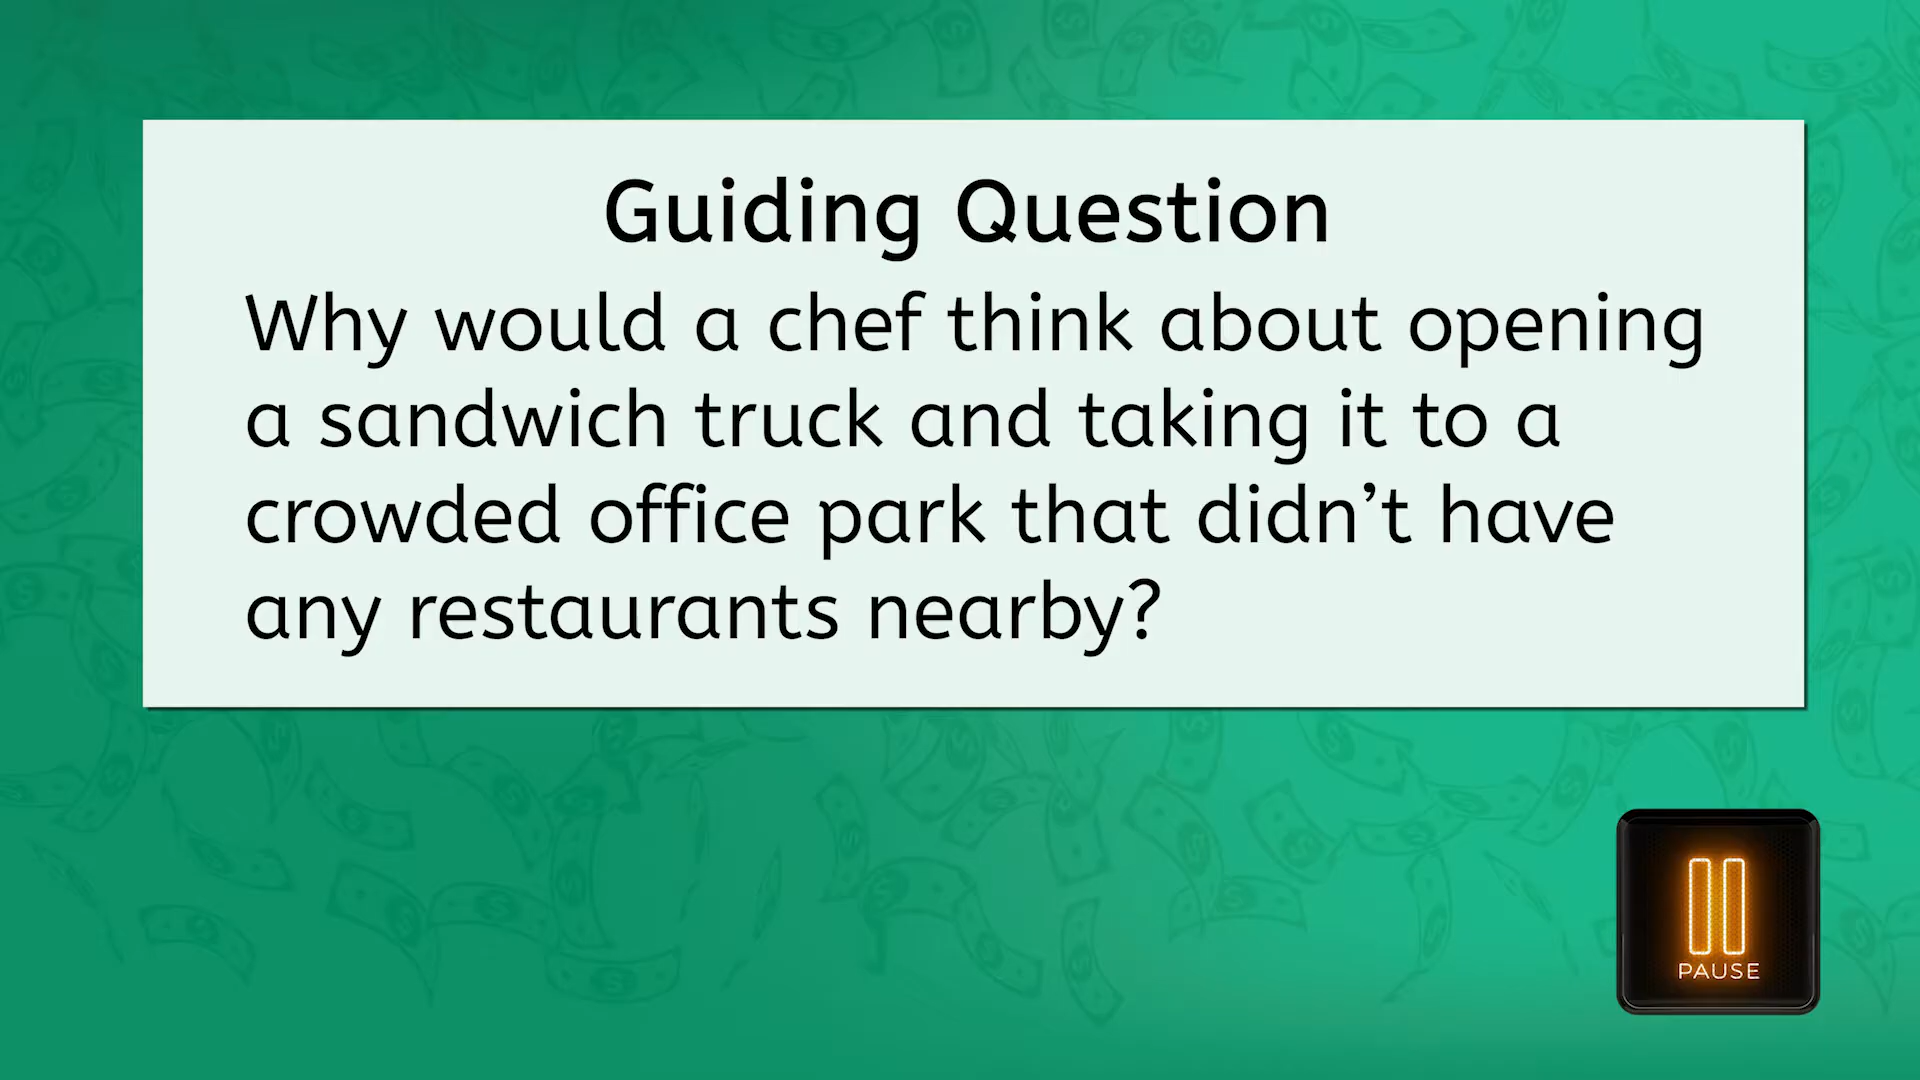 Guiding Question
Why would a chef think about opening
a sandwich truck and taking it to a
crowded office park that didn’t have
any restaurants nearby?
PAUSE